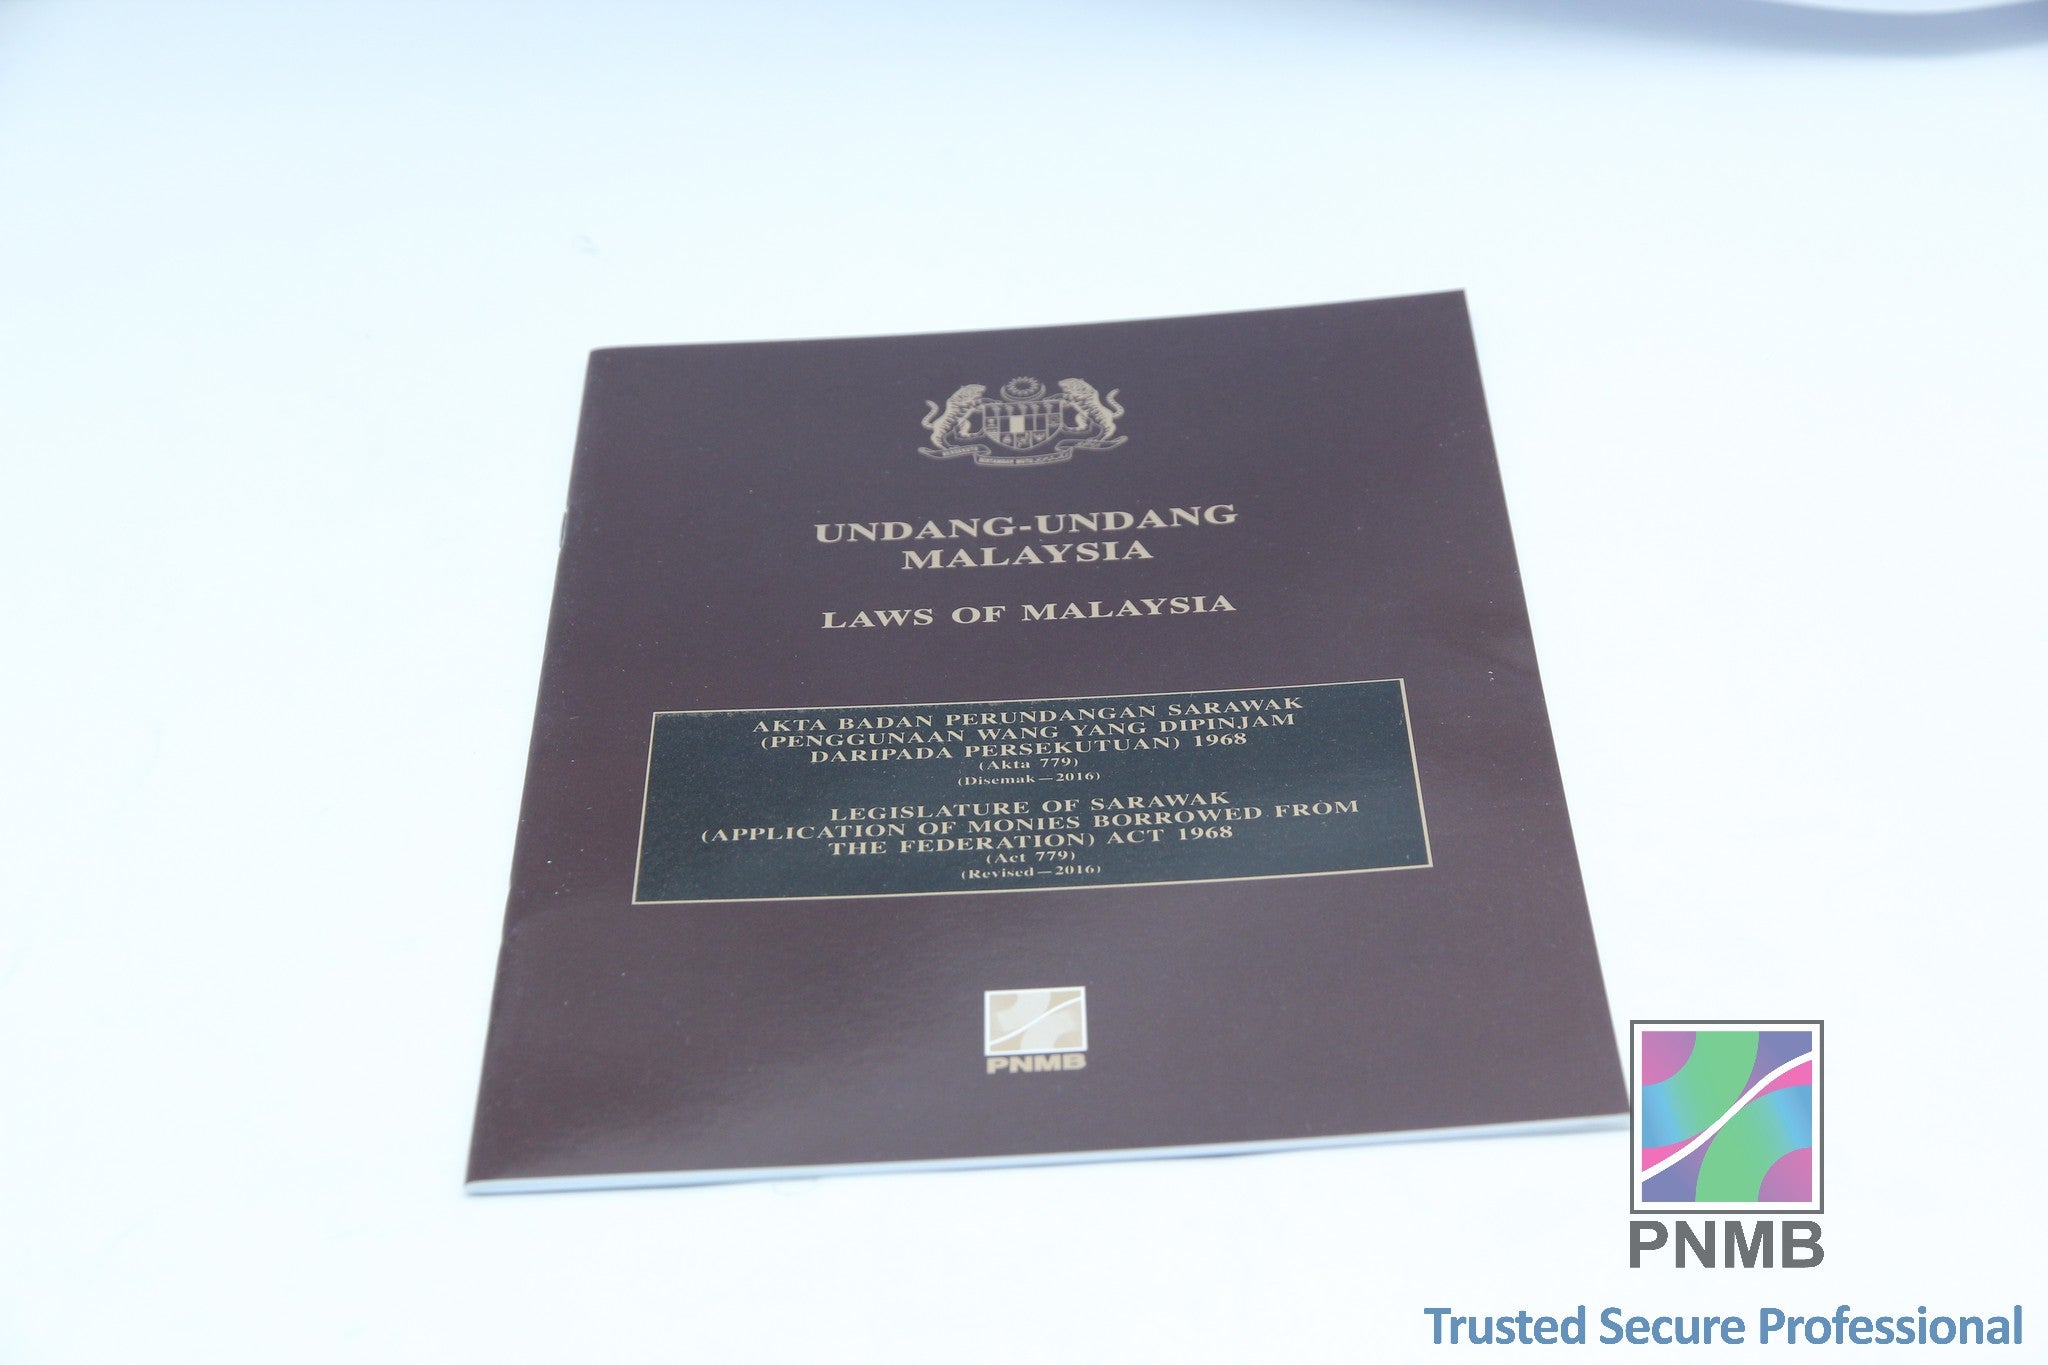 UNDANG-UNDANG
MALAYSIA
LAWS OF MALAYSIA
AKTA BADAN PERUNDANGAN SARAWAK
(PENGGUNAAN WANG YANG DIPINJAM
DARIPADA PERSEKUTUAN) 1968
(Akta 779)
(Disemak—2016)
LEGISLATURE OF SARAWAK
(APPLICATION OF MONIES BORROWED FROM
THE FEDERATION) ACT 1968
(Act 779)
(Revised—2016)
PNMB
PNMB
Trusted Secure Professional